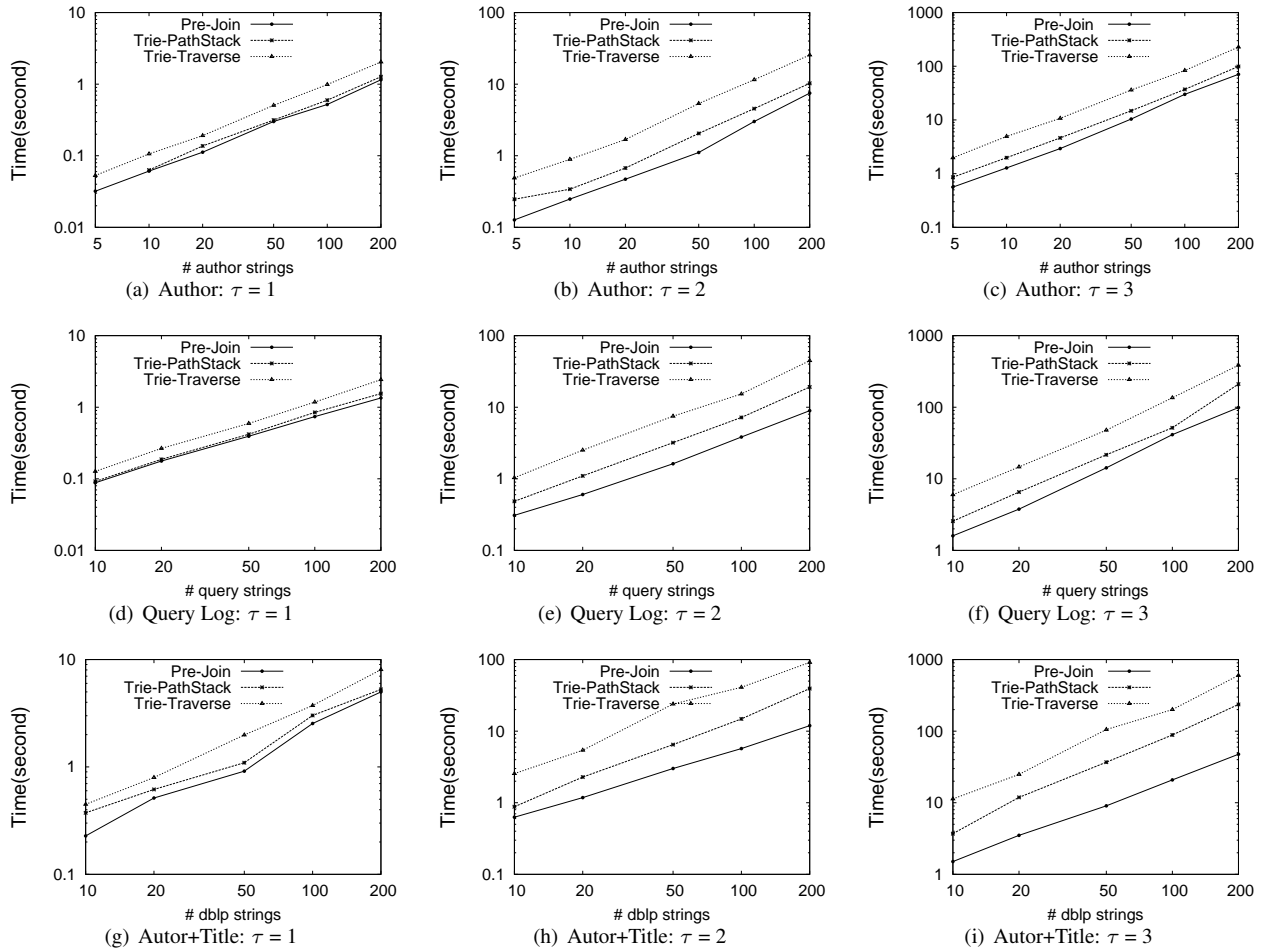 10
1
0.1
0.01
Time(second)
Pre-Join
Trie-PathStack
Trie-Traverse
5 10 20 50 100 200
# author strings
(a) Author: τ = 1
100
10
1
0.1
Time(second)
Pre-Join
Trie-PathStack
Trie-Traverse
5 10 20 50 100 200
# author strings
(b) Author: τ = 2
1000
100
10
1
0.1
Time(second)
Pre-Join
Trie-PathStack
Trie-Traverse
5 10 20 50 100 200
# author strings
(c) Author: τ = 3
10
1
0.1
0.01
Time(second)
Pre-Join
Trie-PathStack
Trie-Traverse
10 20 50 100 200
# query strings
(d) Query Log: τ = 1
100
10
1
0.1
Time(second)
Pre-Join
Trie-PathStack
Trie-Traverse
10 20 50 100 200
# query strings
(e) Query Log: τ = 2
1000
100
10
1
Time(second)
Pre-Join
Trie-PathStack
Trie-Traverse
10 20 50 100 200
# query strings
(f) Query Log: τ = 3
10
1
0.1
Time(second)
Pre-Join
Trie-PathStack
Trie-Traverse
10 20 50 100 200
# dblp strings
(g) Autor+Title: τ = 1
100
10
1
0.1
Time(second)
Pre-Join
Trie-PathStack
Trie-Traverse
10 20 50 100 200
# dblp strings
(h) Autor+Title: τ = 2
1000
100
10
1
Time(second)
Pre-Join
Trie-PathStack
Trie-Traverse
10 20 50 100 200
# dblp strings
(i) Autor+Title: τ = 3